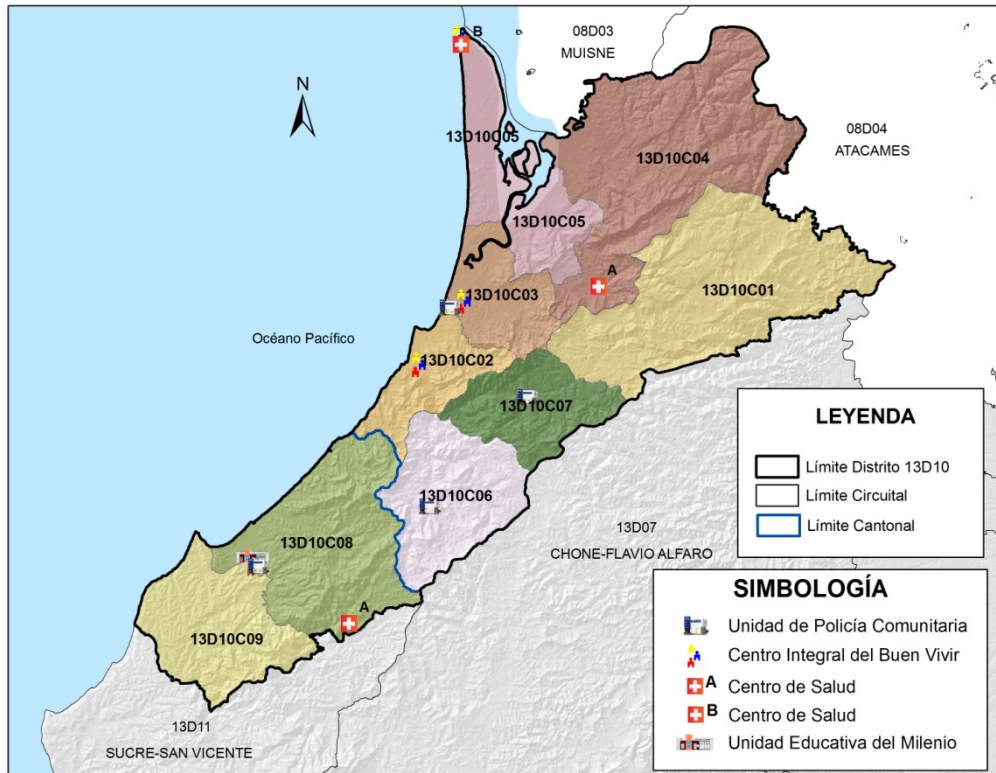 B
08D03
MUISNE
N
13D10C05
13D10C04
08D04
ATACAMES
13D10C05
A
13D10C03
13D10C01
Océano Pacífico
13D10C02
13D10C07
13D10C06
13D10C08
13D07
CHONE-FLAVIO ALFARO
A
13D10C09
13D11
SUCRE-SAN VICENTE
LEYENDA
Límite Distrito 13D10
Límite Circuital
Límite Cantonal
SIMBOLOGÍA
Unidad de Policía Comunitaria
Centro Integral del Buen Vivir
A Centro de Salud
B Centro de Salud
Unidad Educativa del Milenio